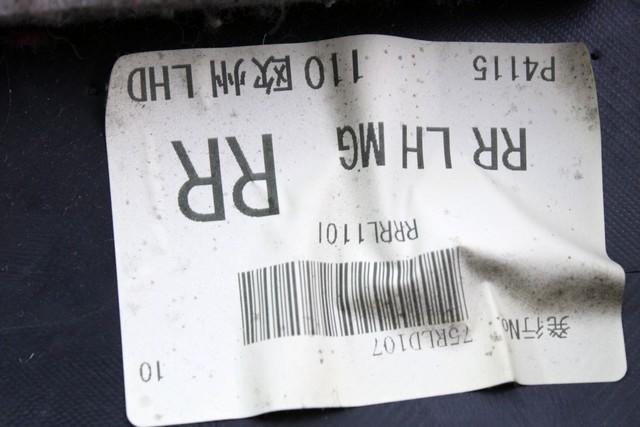 発行No. 75RLD107 10
RRRL1101
RR LH MG RR
P4115 110 欧州 LHD